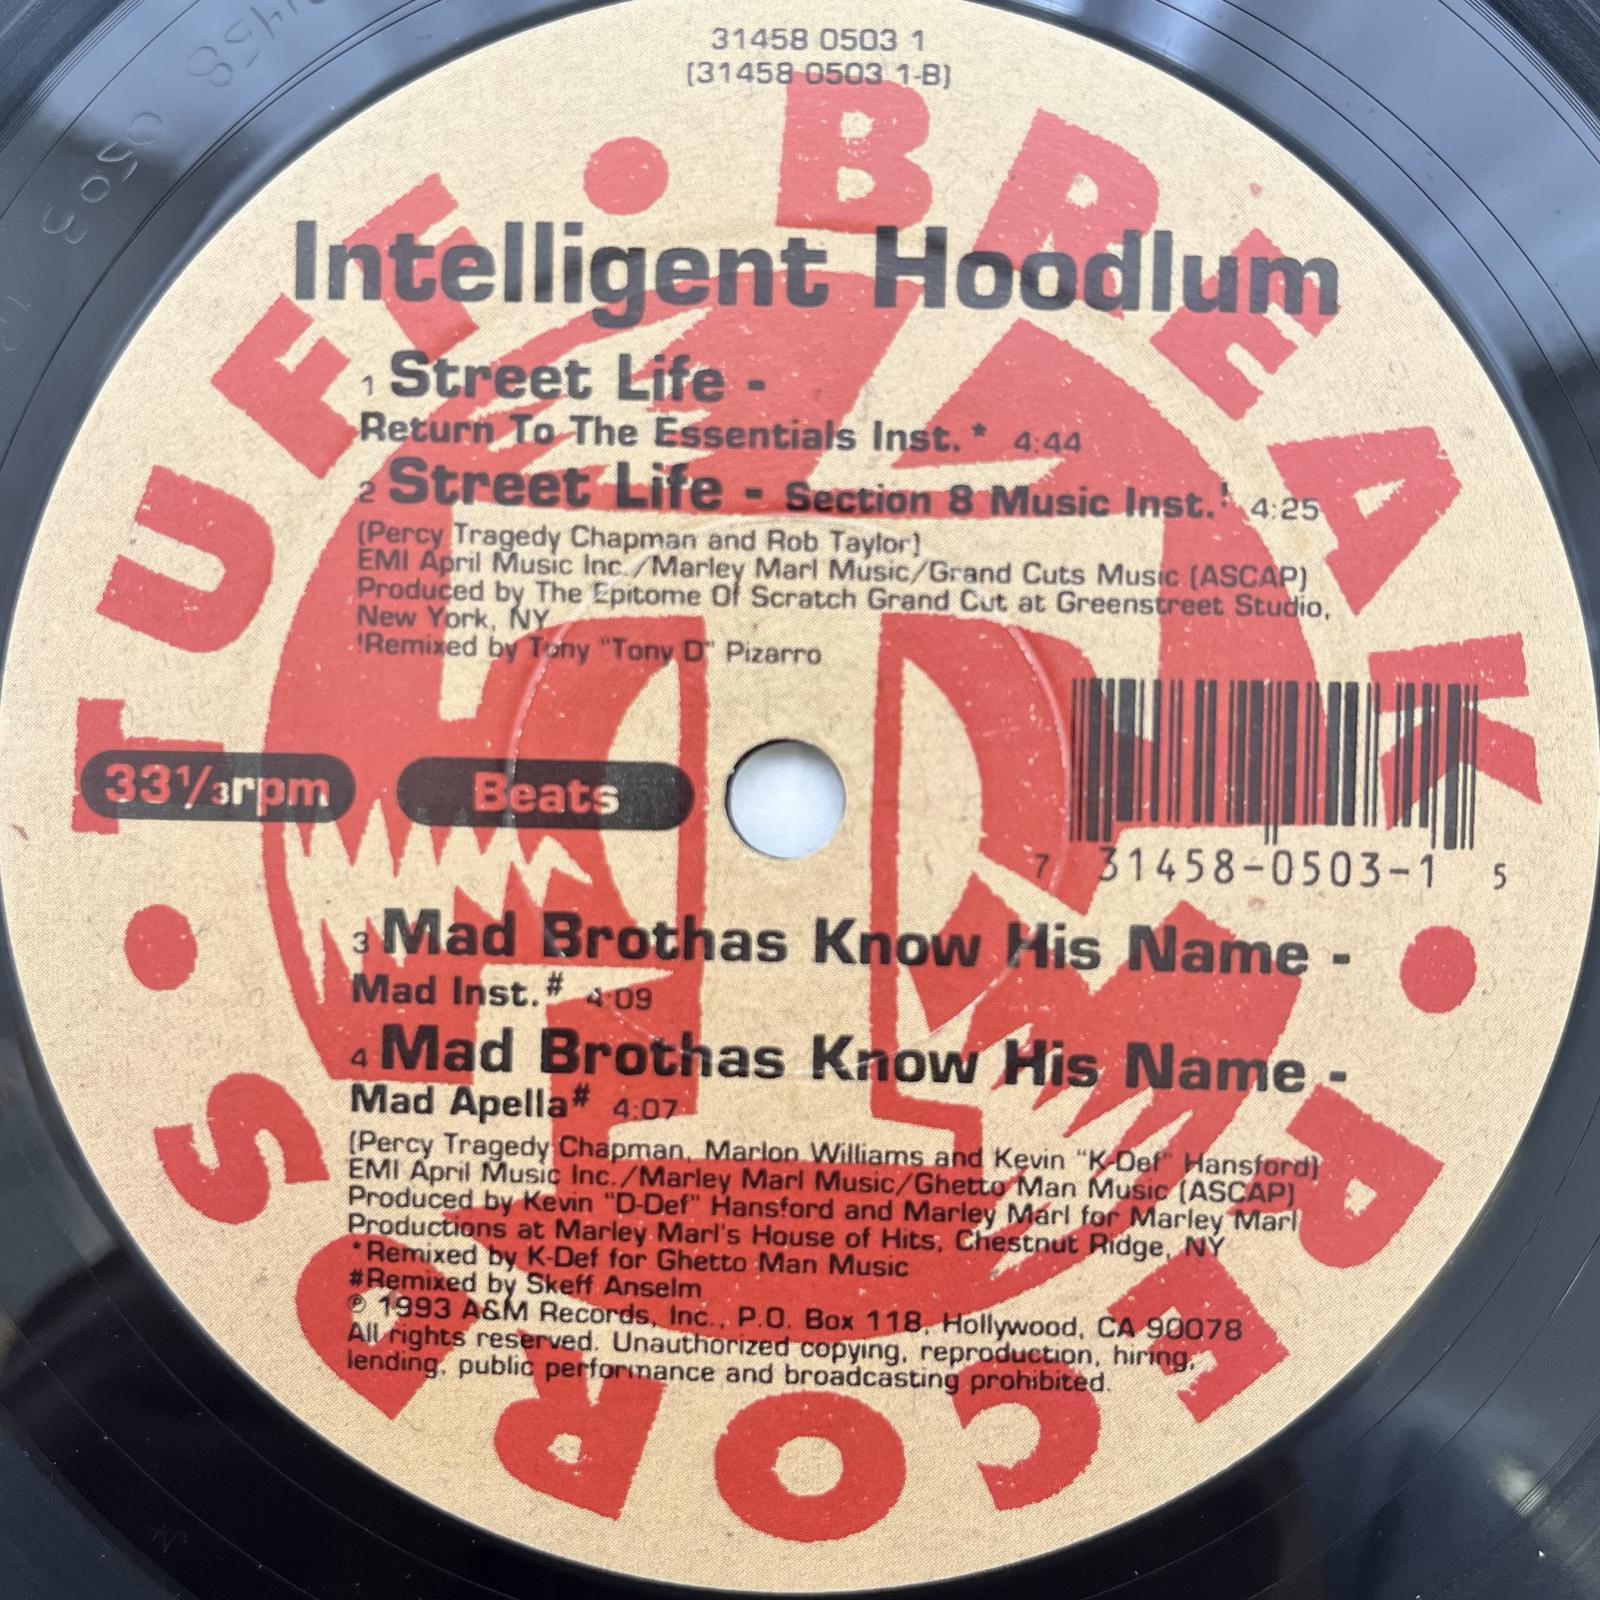 31458 0503 1
(31458 0503 1-B)
TUFF • BREAK • RECORDS •
Intelligent Hoodlum
1 Street Life -
Return To The Essentials Inst.* 4:44
2 Street Life - Section 8 Music Inst.! 4:25
(Percy Tragedy Chapman and Rob Taylor)
EMI April Music Inc./Marley Marl Music/Grand Cuts Music (ASCAP)
Produced by The Epitome Of Scratch Grand Cut at Greenstreet Studio,
New York, NY
!Remixed by Tony "Tony D" Pizarro
33⅓rpm
Beats
7 31458-0503-1 5
3 Mad Brothas Know His Name -
Mad Inst.# 4:09
4 Mad Brothas Know His Name -
Mad Apella# 4:07
(Percy Tragedy Chapman, Marlon Williams and Kevin "K-Def" Hansford)
EMI April Music Inc./Marley Marl Music/Ghetto Man Music (ASCAP)
Produced by Kevin "D-Def" Hansford and Marley Marl for Marley Marl
Productions at Marley Marl's House of Hits, Chestnut Ridge, NY
*Remixed by K-Def for Ghetto Man Music
#Remixed by Skeff Anselm
℗ 1993 A&M Records, Inc., P.O. Box 118, Hollywood, CA 90078
All rights reserved. Unauthorized copying, reproduction, hiring,
lending, public performance and broadcasting prohibited.